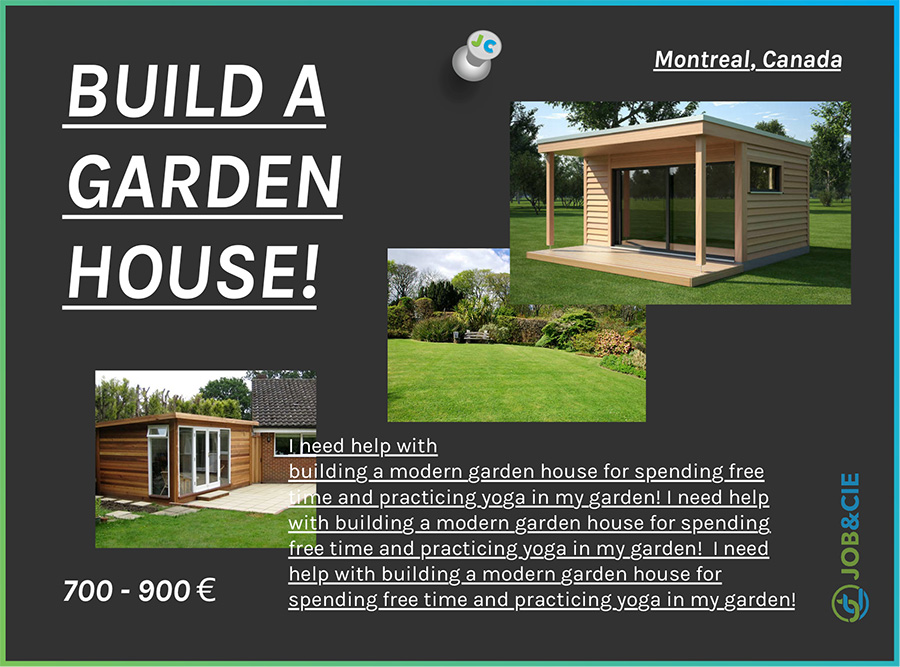 JC
Montreal, Canada
BUILD A
GARDEN
HOUSE!
I need help with
building a modern garden house for spending free
time and practicing yoga in my garden! I need help
with building a modern garden house for spending
free time and practicing yoga in my garden!  I need
help with building a modern garden house for
spending free time and practicing yoga in my garden!
700 - 900 €
JOB&CIE